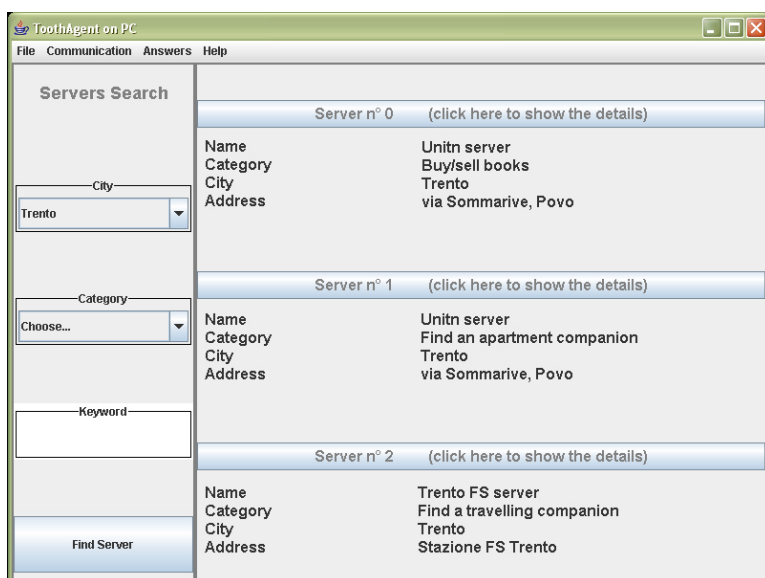 ToothAgent on PC
File Communication Answers Help
Servers Search
City
Trento
Category
Choose...
Keyword
Find Server
Server n° 0 (click here to show the details)
Name Unitn server
Category Buy/sell books
City Trento
Address via Sommarive, Povo
Server n° 1 (click here to show the details)
Name Unitn server
Category Find an apartment companion
City Trento
Address via Sommarive, Povo
Server n° 2 (click here to show the details)
Name Trento FS server
Category Find a travelling companion
City Trento
Address Stazione FS Trento